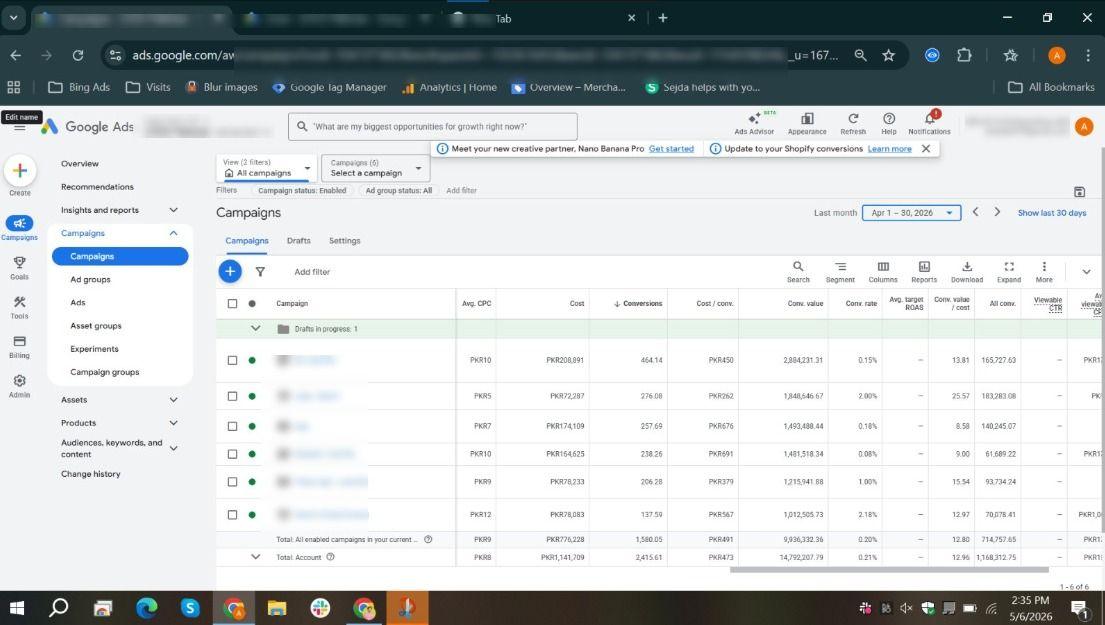 Tab
ads.google.com/aw
_u=167...
Bing Ads Visits Blur images Google Tag Manager Analytics | Home Overview – Mercha... Sejda helps with yo... All Bookmarks
Edit name
Google Ads
"What are my biggest opportunities for growth right now?"
BETA
Ads Advisor Appearance Refresh Help Notifications
Meet your new creative partner, Nano Banana Pro Get started
Update to your Shopify conversions Learn more
Create
Campaigns
Goals
Tools
Billing
Admin
Overview
Recommendations
Insights and reports
Campaigns
Campaigns
Ad groups
Ads
Asset groups
Experiments
Campaign groups
Assets
Products
Audiences, keywords, and
content
Change history
View (2 filters)
All campaigns
Campaigns (6)
Select a campaign
Filters Campaign status: Enabled Ad group status: All Add filter
Campaigns
Last month Apr 1 – 30, 2026 Show last 30 days
Campaigns Drafts Settings
Add filter
Search Segment Columns Reports Download Expand More
Campaign Avg. CPC Cost Conversions Cost / conv. Conv. value Conv. rate Avg. target ROAS Conv. value / cost All conv. Viewable CTR
Drafts in progress: 1
PKR10 PKR208,891 464.14 PKR450 2,884,231.31 0.15% – 13.81 165,727.63 –
PKR5 PKR72,287 276.08 PKR262 1,848,646.67 2.00% – 25.57 183,283.08 –
PKR7 PKR174,109 257.69 PKR676 1,493,488.44 0.18% – 8.58 140,245.07 –
PKR10 PKR164,625 238.26 PKR691 1,481,518.34 0.08% – 9.00 61,689.22 –
PKR9 PKR78,233 206.28 PKR379 1,215,941.88 1.00% – 15.54 93,734.24 –
PKR12 PKR78,083 137.59 PKR567 1,012,505.73 2.18% – 12.97 70,078.41 –
Total: All enabled campaigns in your current ... PKR9 PKR776,228 1,580.05 PKR491 9,936,332.36 0.20% 12.80 714,757.65 –
Total: Account PKR8 PKR1,141,709 2,415.61 PKR473 14,792,207.79 0.21% 12.96 1,168,312.75 –
1 - 6 of 6
2:35 PM
5/6/2026